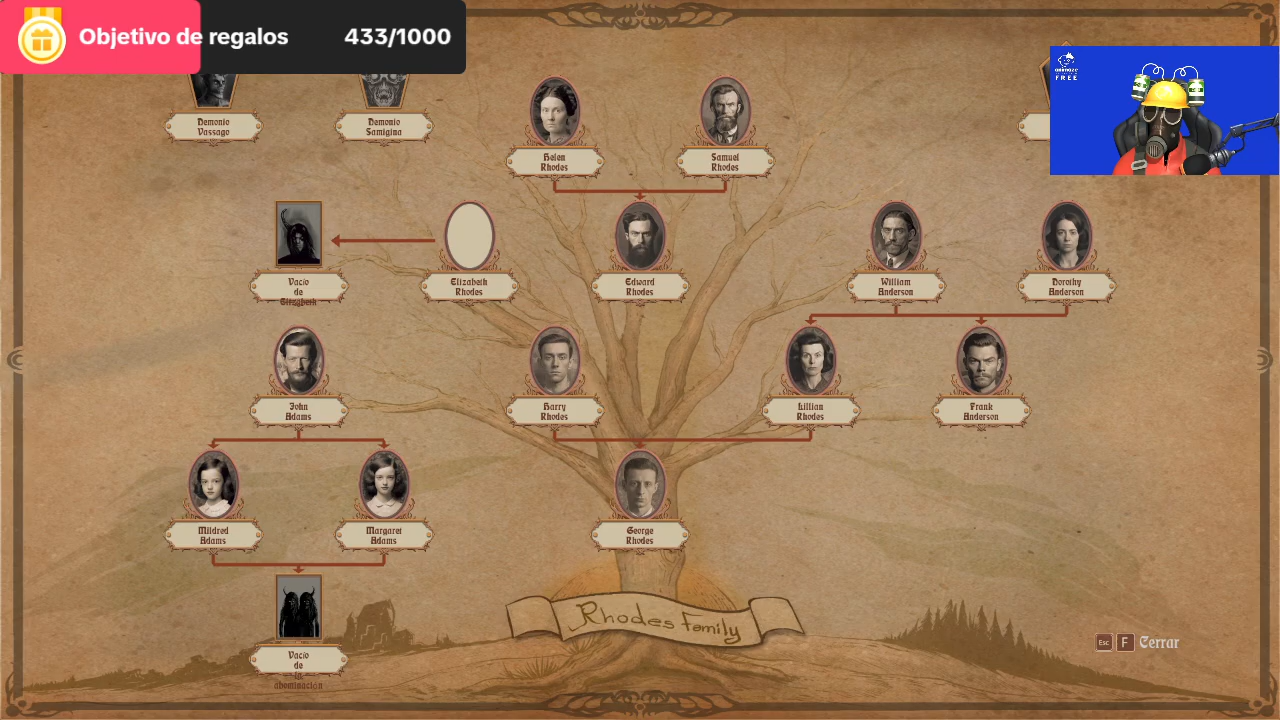 Objetivo de regalos 433/1000
animaze
FREE
Demonio
Vassago
Demonio
Samigina
Helen
Rhodes
Samuel
Rhodes
Vacío
de
Elizabeth
Elizabeth
Rhodes
Edward
Rhodes
William
Anderson
Dorothy
Anderson
John
Adams
Harry
Rhodes
Lillian
Rhodes
Frank
Anderson
Mildred
Adams
Margaret
Adams
George
Rhodes
Rhodes Family
Esc F Cerrar
Vacío
de
la
abominación